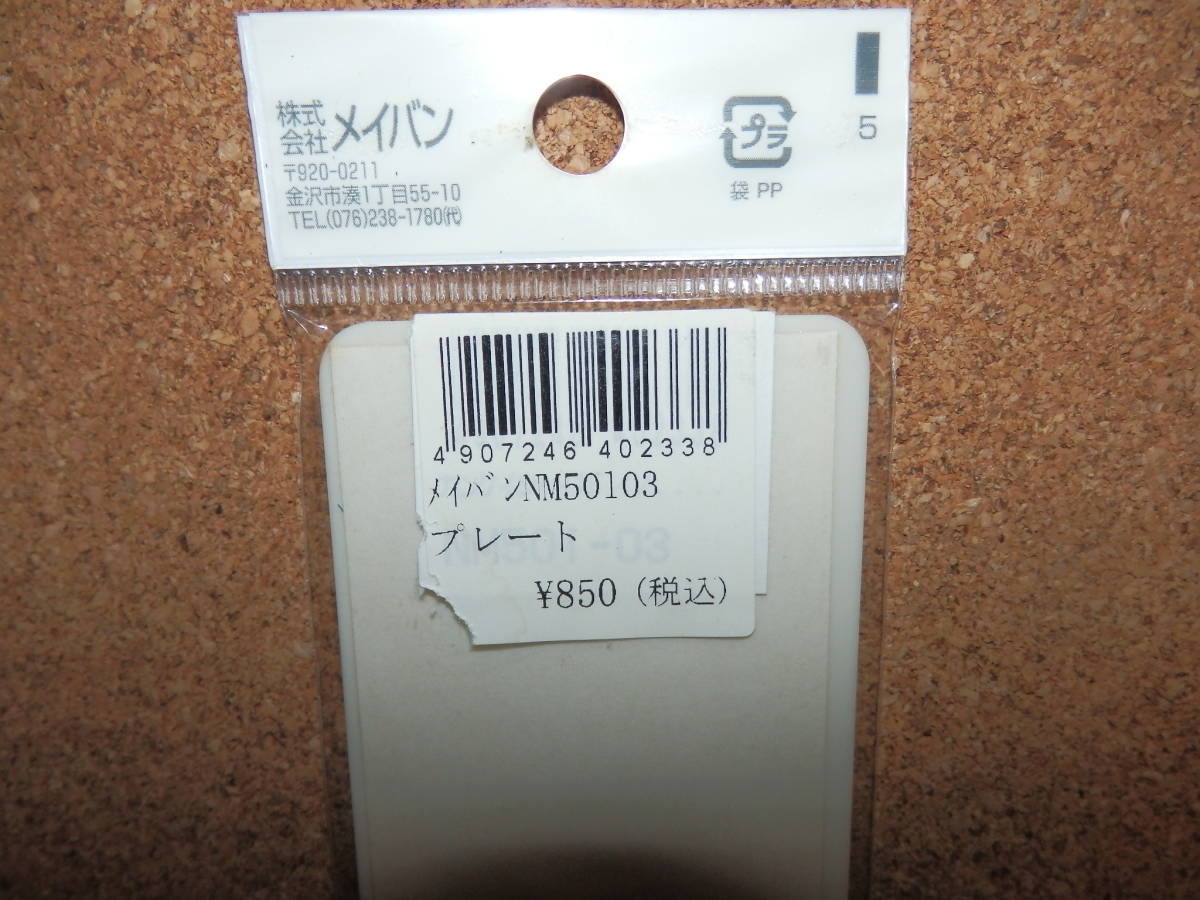 株式会社 メイバン
〒920-0211
金沢市湊1丁目55-10
TEL(076)238-1780(代)
プラ
袋 PP
5
4 907246 402338
ﾒｲﾊﾞﾝNM50103
プレート
¥850 (税込)
NM501-03